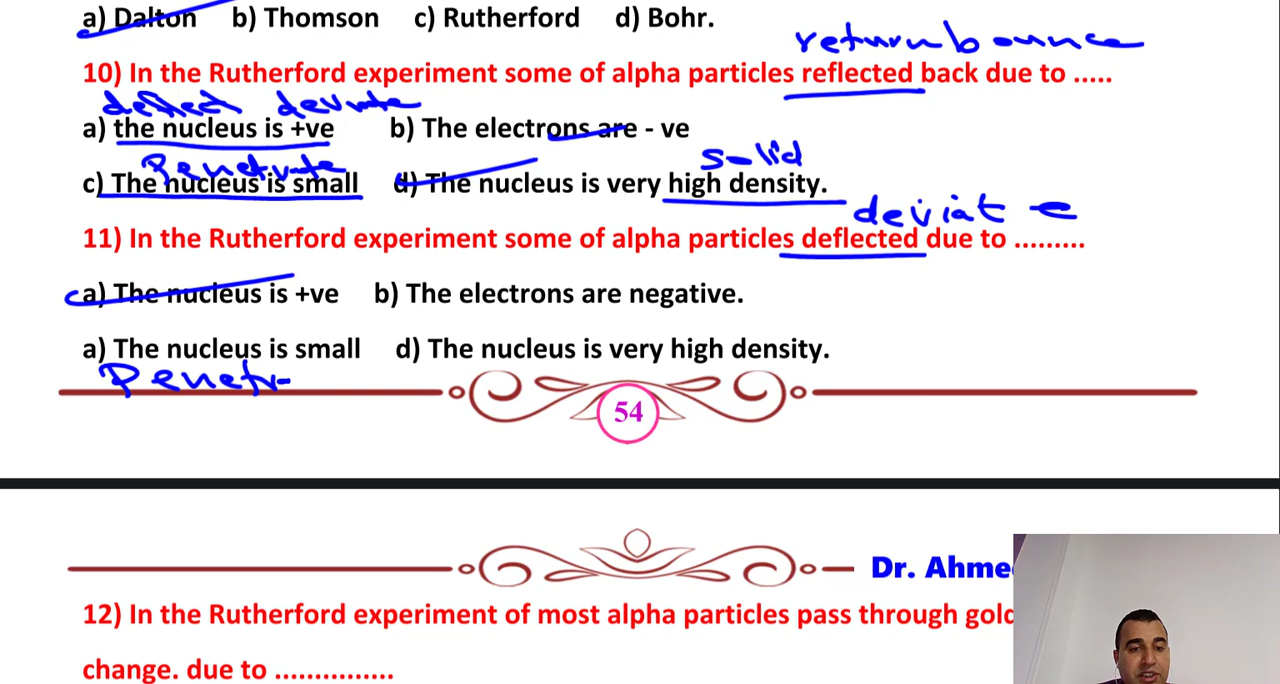 a) Dalton b) Thomson c) Rutherford d) Bohr.
return bounce
10) In the Rutherford experiment some of alpha particles reflected back due to .....
deflect deviate
a) the nucleus is +ve b) The electrons are - ve
Penetrate solid
c) The nucleus is small d) The nucleus is very high density.
deviate
11) In the Rutherford experiment some of alpha particles deflected due to .........
a) The nucleus is +ve b) The electrons are negative.
a) The nucleus is small d) The nucleus is very high density.
Penetr
54
Dr. Ahme
12) In the Rutherford experiment of most alpha particles pass through gold
change. due to ...............